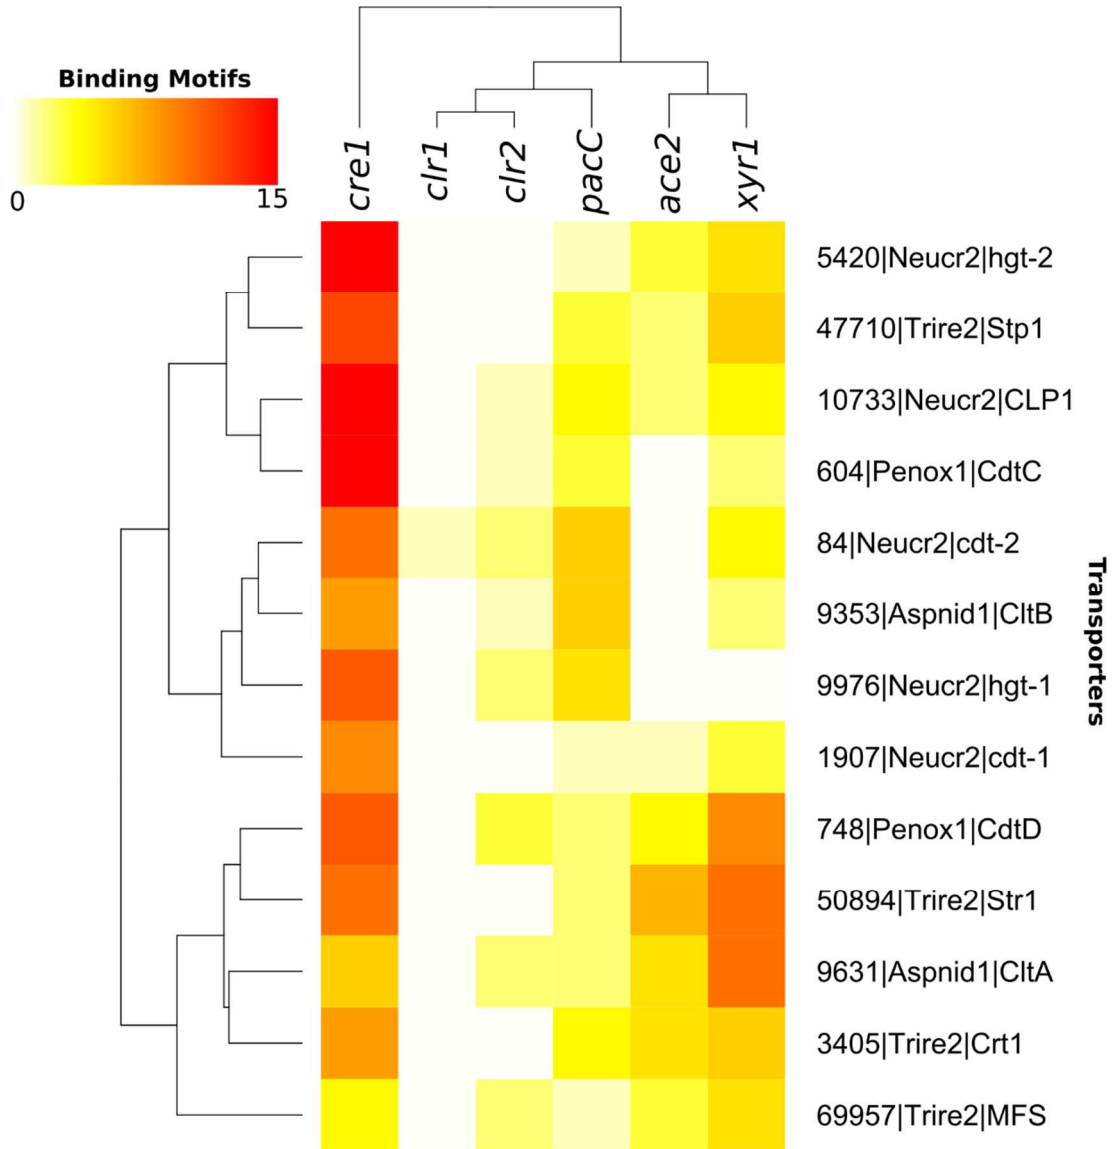 Binding Motifs
0
15
cre1
clr1
clr2
pacC
ace2
xyr1
5420|Neucr2|hgt-2
47710|Trire2|Stp1
10733|Neucr2|CLP1
604|Penox1|CdtC
84|Neucr2|cdt-2
9353|Aspnid1|CltB
9976|Neucr2|hgt-1
1907|Neucr2|cdt-1
748|Penox1|CdtD
50894|Trire2|Str1
9631|Aspnid1|CltA
3405|Trire2|Crt1
69957|Trire2|MFS
Transporters